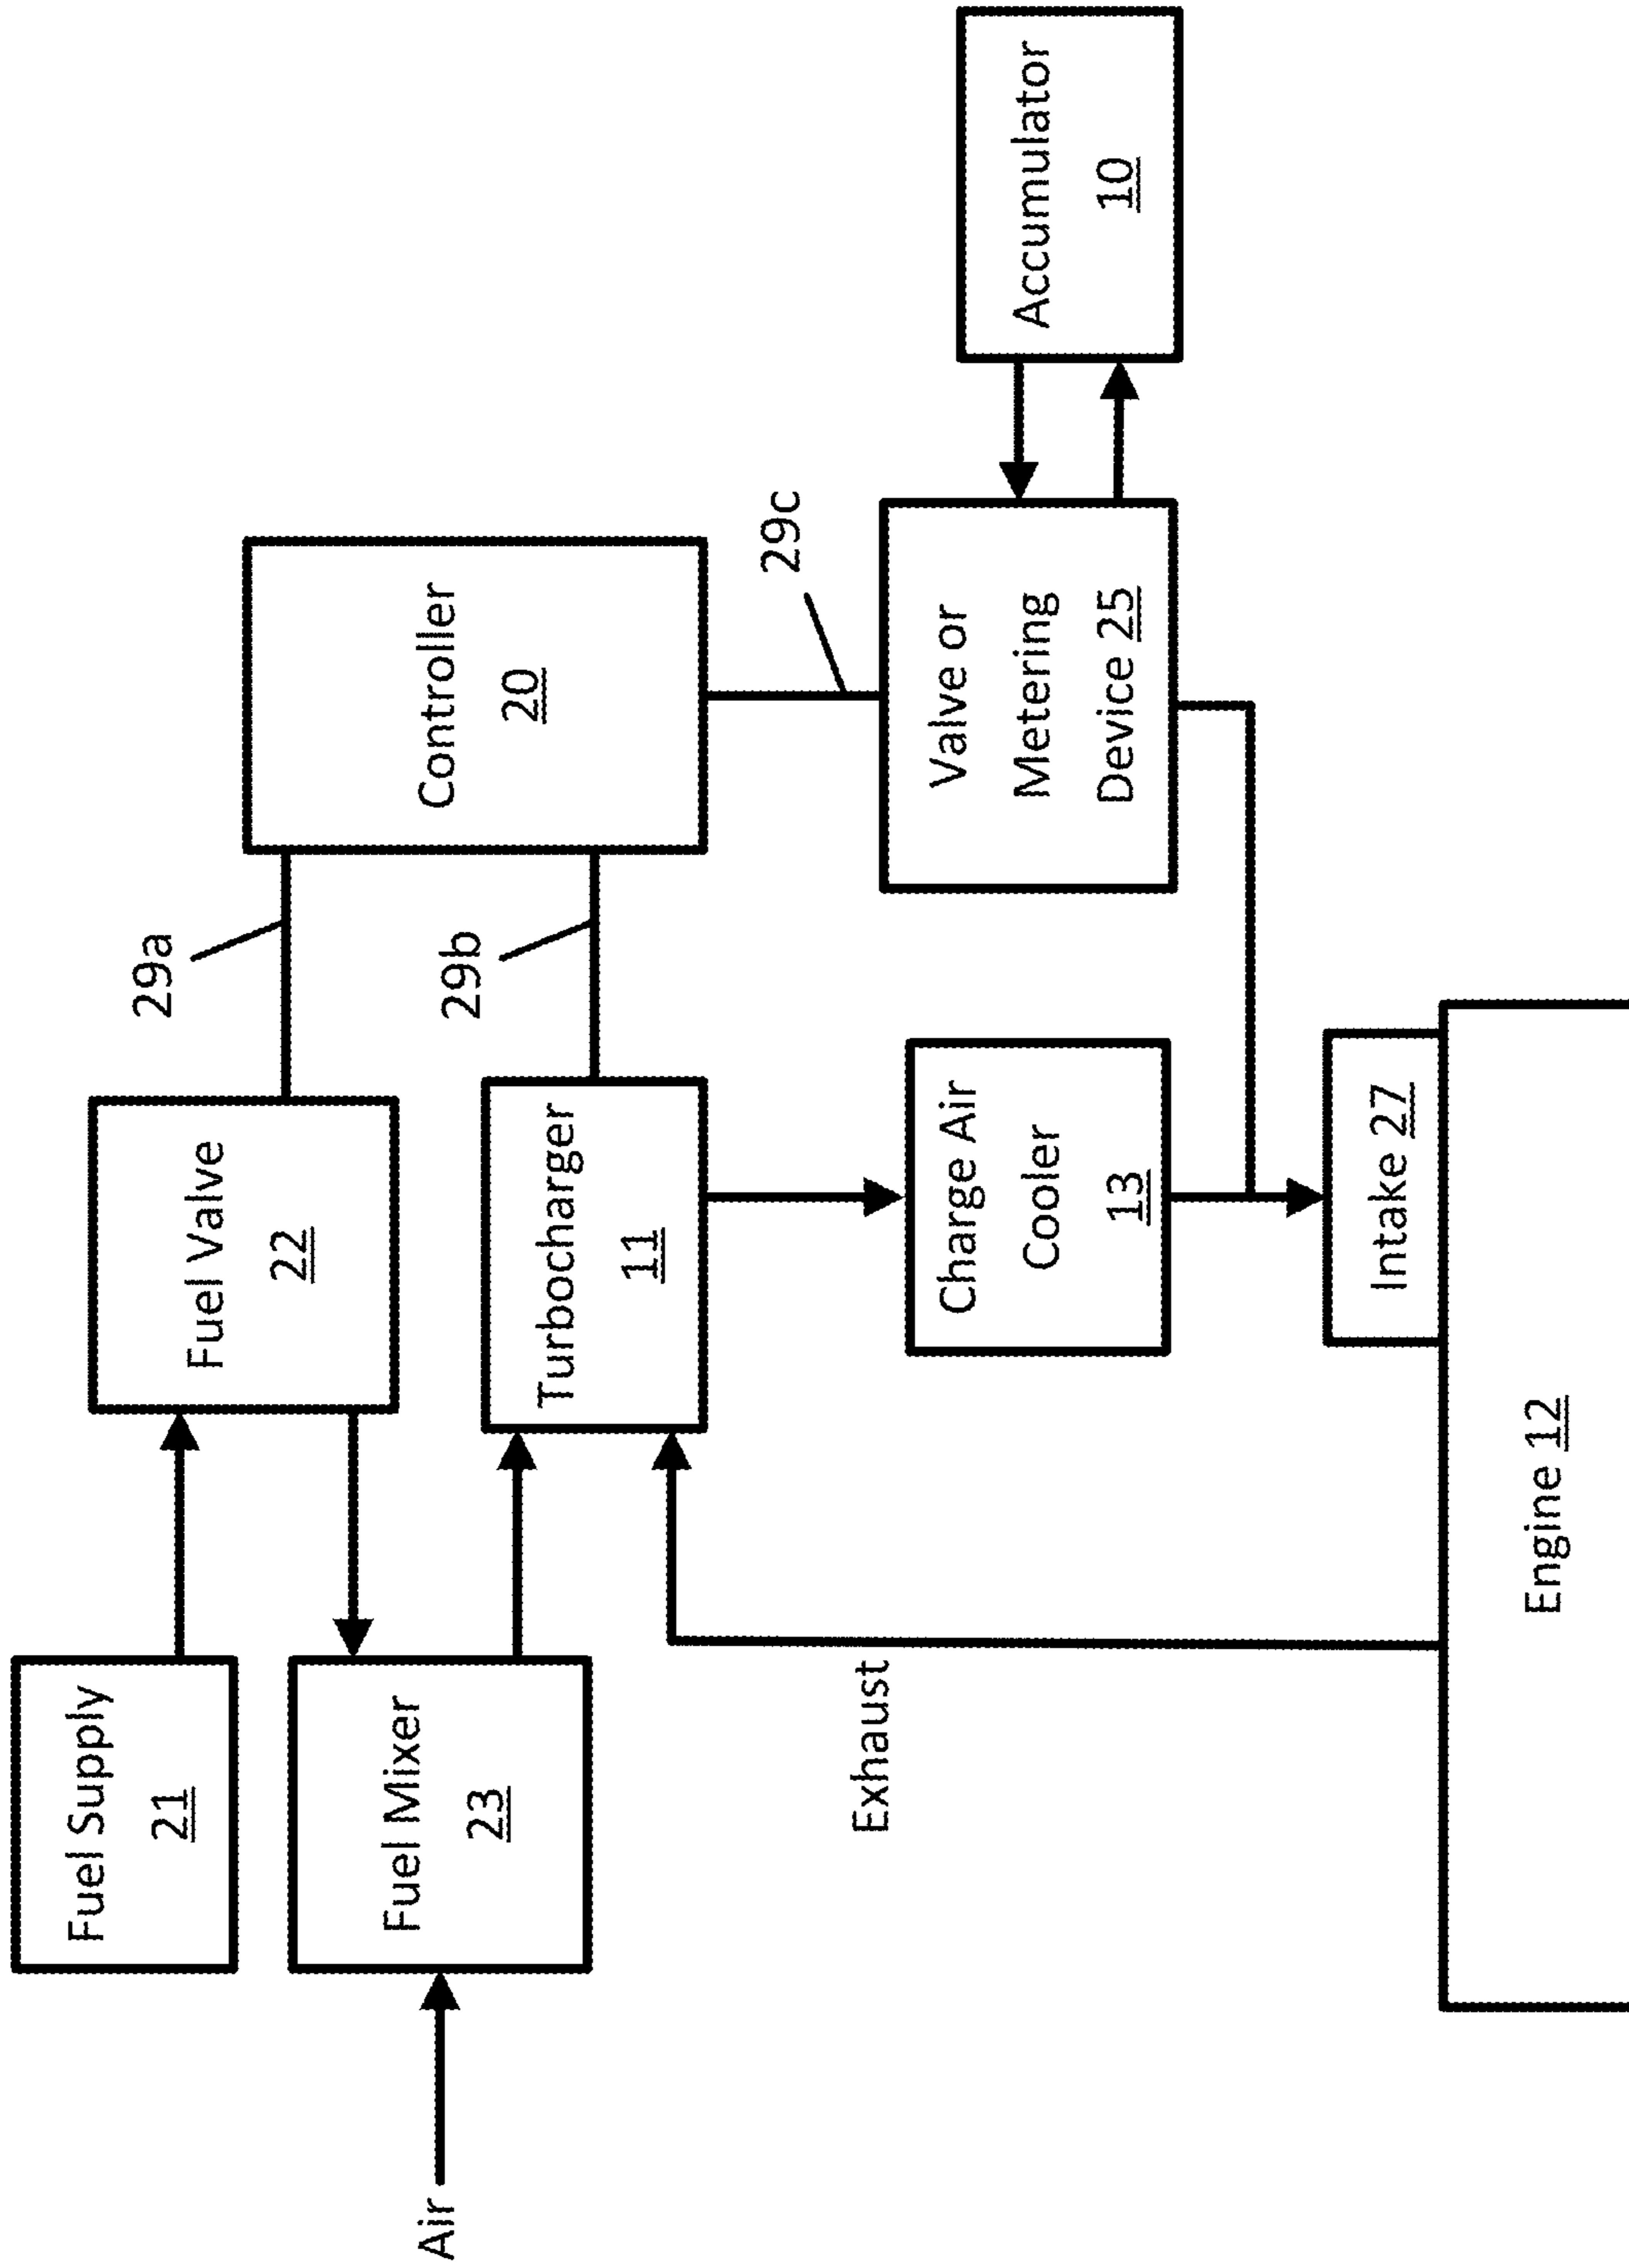 Fuel Supply
21
Fuel Valve
22
29a
Controller
20
Air
Fuel Mixer
23
Turbocharger
11
29b
29c
Exhaust
Charge Air
Cooler
13
Valve or
Metering
Device 25
Accumulator
10
Intake 27
Engine 12